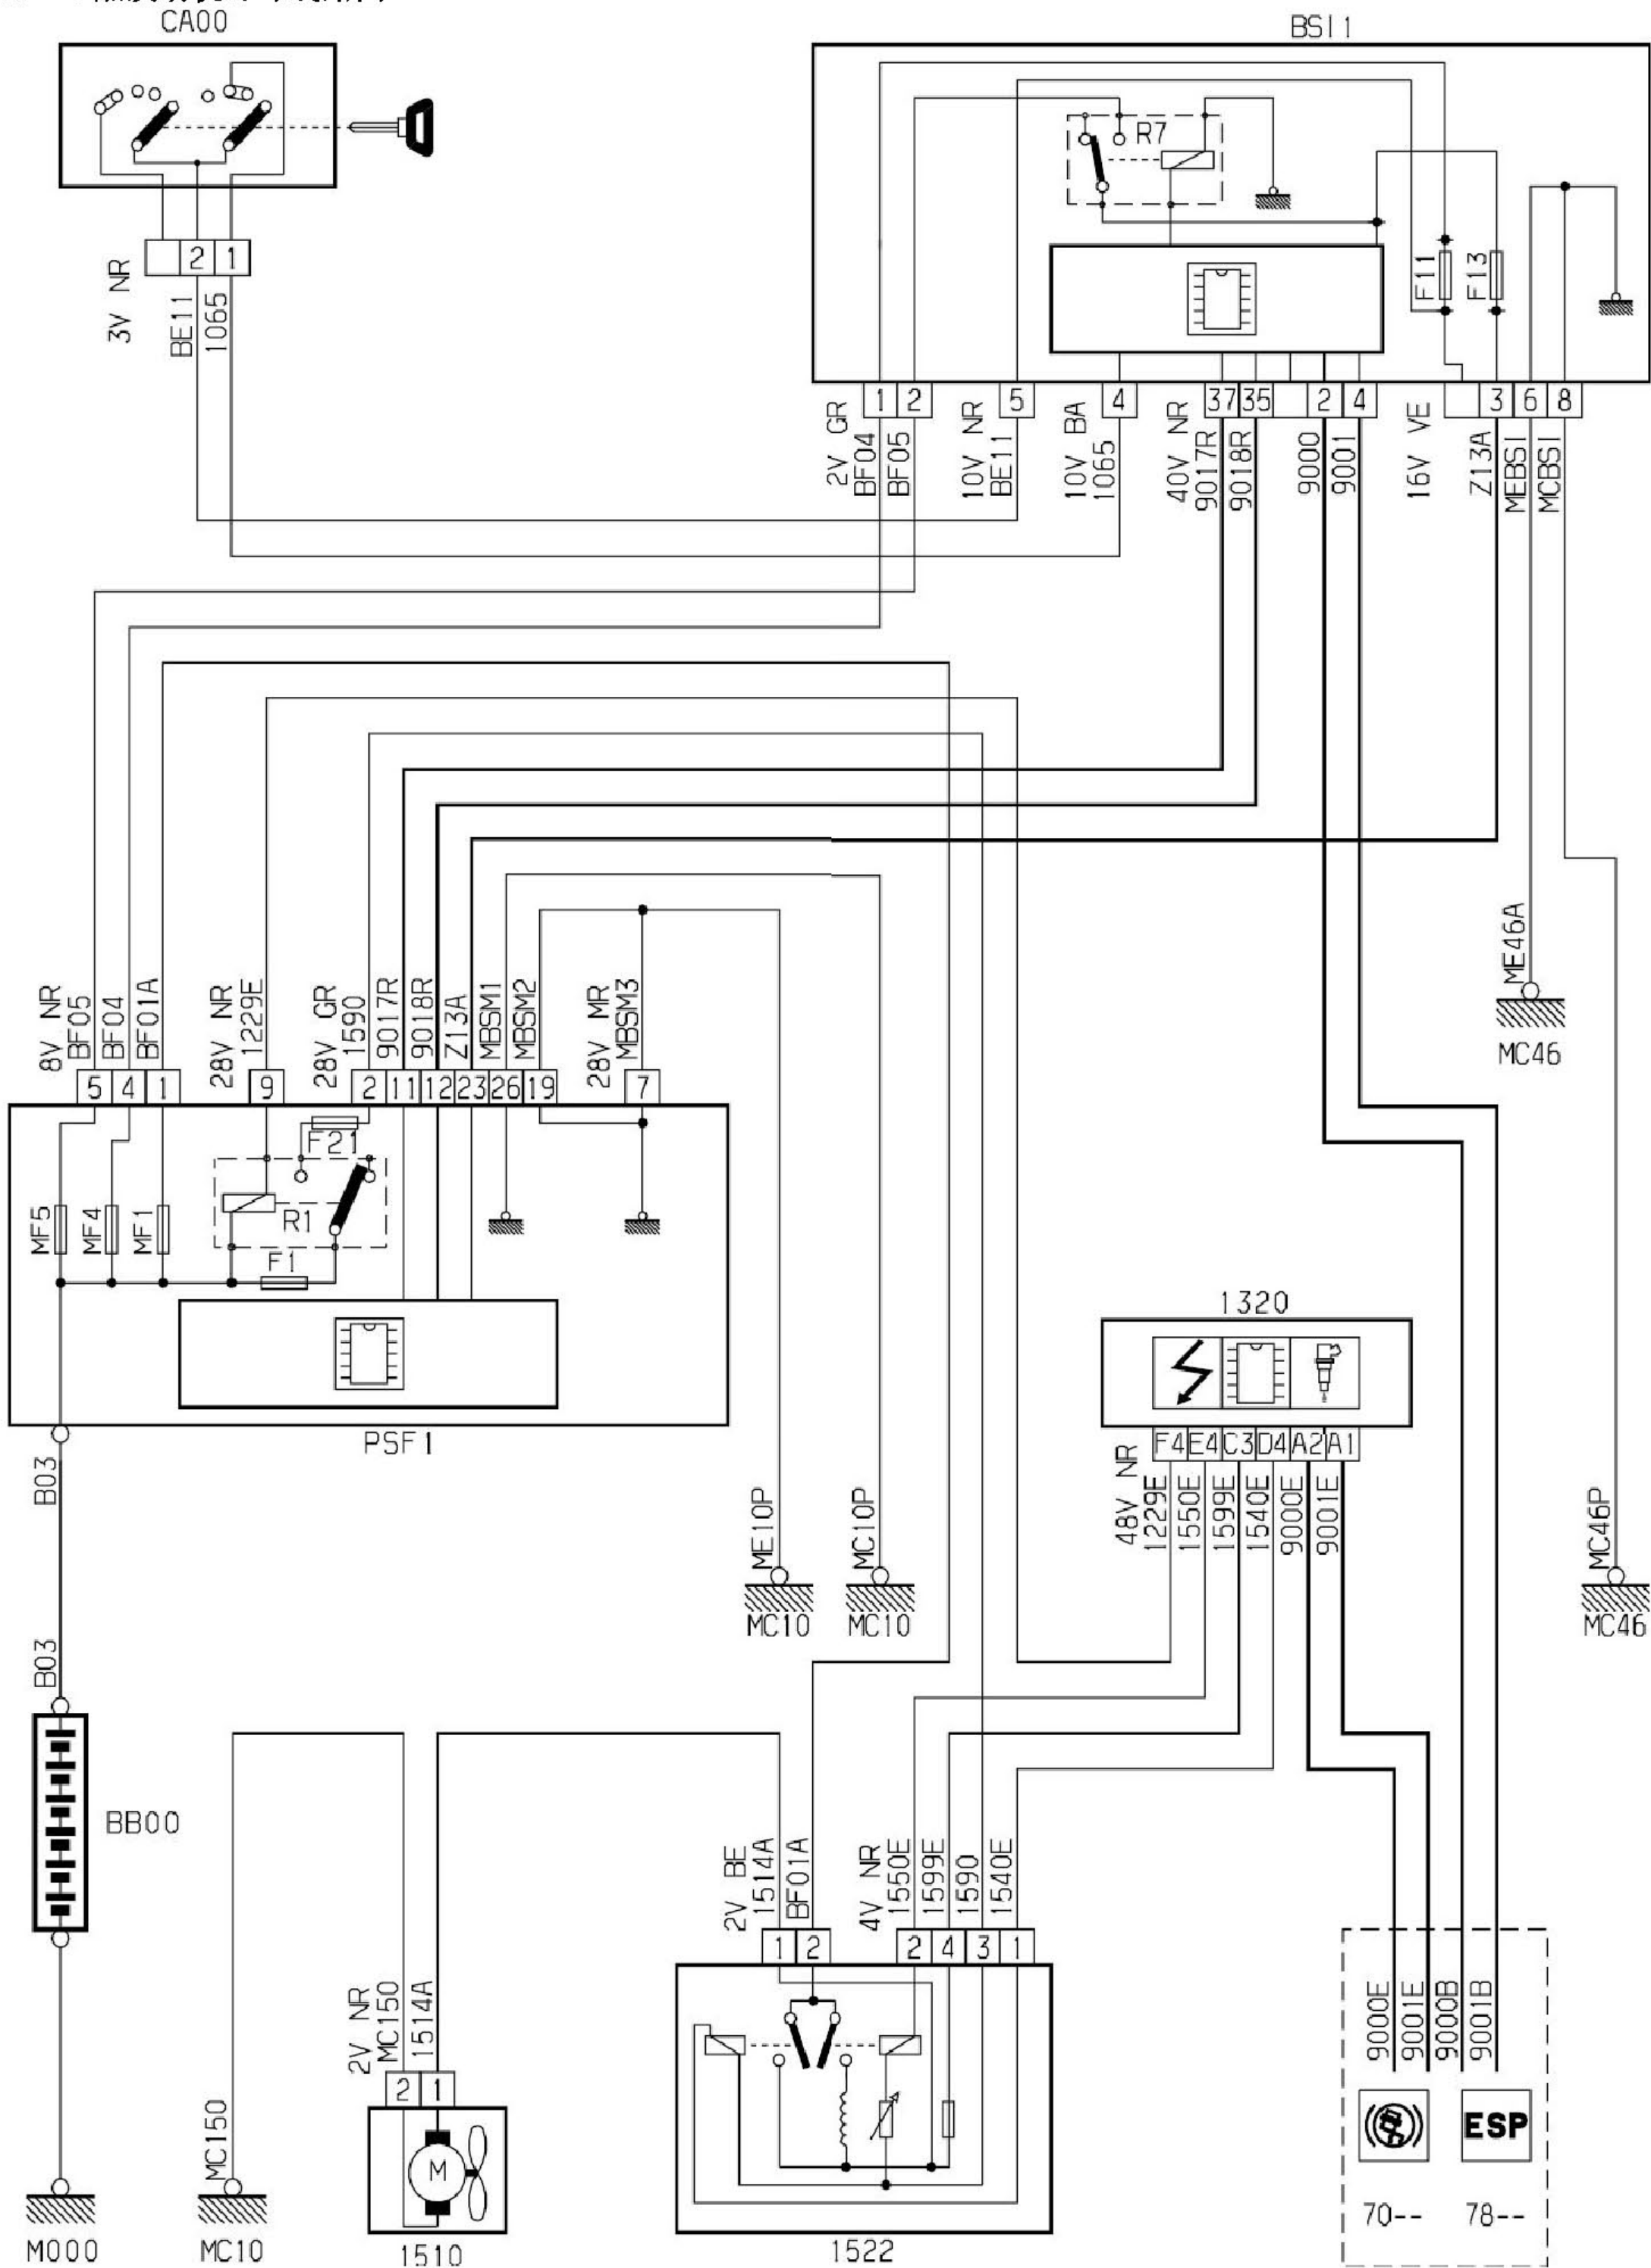 CA00
BSI1
R7
F11
F13
2 1
3V NR
BE11
1065
1 2 5 4 37 35 2 4 3 6 8
2V GR
BF04
BF05
10V NR
BE11
10V BA
1065
40V NR
9017R
9018R
9000
9001
16V VE
Z13A
MEBSI
MCBSI
ME46A
MC46
8V NR
BF05
BF04
BF01A
28V NR
1229E
28V GR
1590
9017R
9018R
Z13A
MBSM1
MBSM2
28V MR
MBSM3
5 4 1 9 2 11 12 23 26 19 7
F21
MF5
MF4
MF1
R1
F1
PSF1
1320
F4 E4 C3 D4 A2 A1
48V NR
1229E
1550E
1599E
1540E
9000E
9001E
B03
B03
ME10P
MC10
MC10P
MC10
MC46P
MC46
BB00
2V BE
1514A
BF01A
4V NR
1550E
1599E
1590
1540E
1 2 2 4 3 1
2V NR
MC150
1514A
2 1
M
MC150
9000E
9001E
9000B
9001B
ESP
70--
78--
M000
MC10
1510
1522